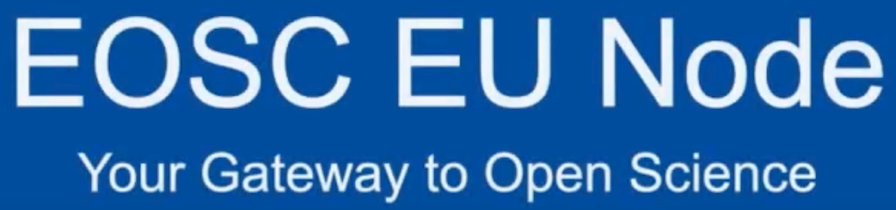 EOSC EU Node
Your Gateway to Open Science